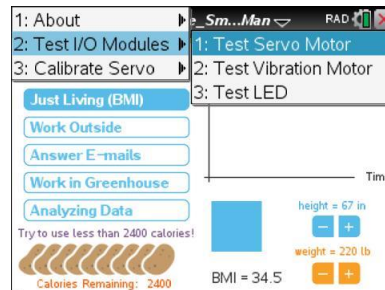 1: About
2: Test I/O Modules
3: Calibrate Servo
1: Test Servo Motor
2: Test Vibration Motor
3: Test LED
_Sm...Man
RAD
Just Living (BMI)
Work Outside
Answer E-mails
Work in Greenhouse
Analyzing Data
Try to use less than 2400 calories!
Calories Remaining: 2400
Tim
height = 67 in
- +
weight = 220 lb
- +
BMI = 34.5